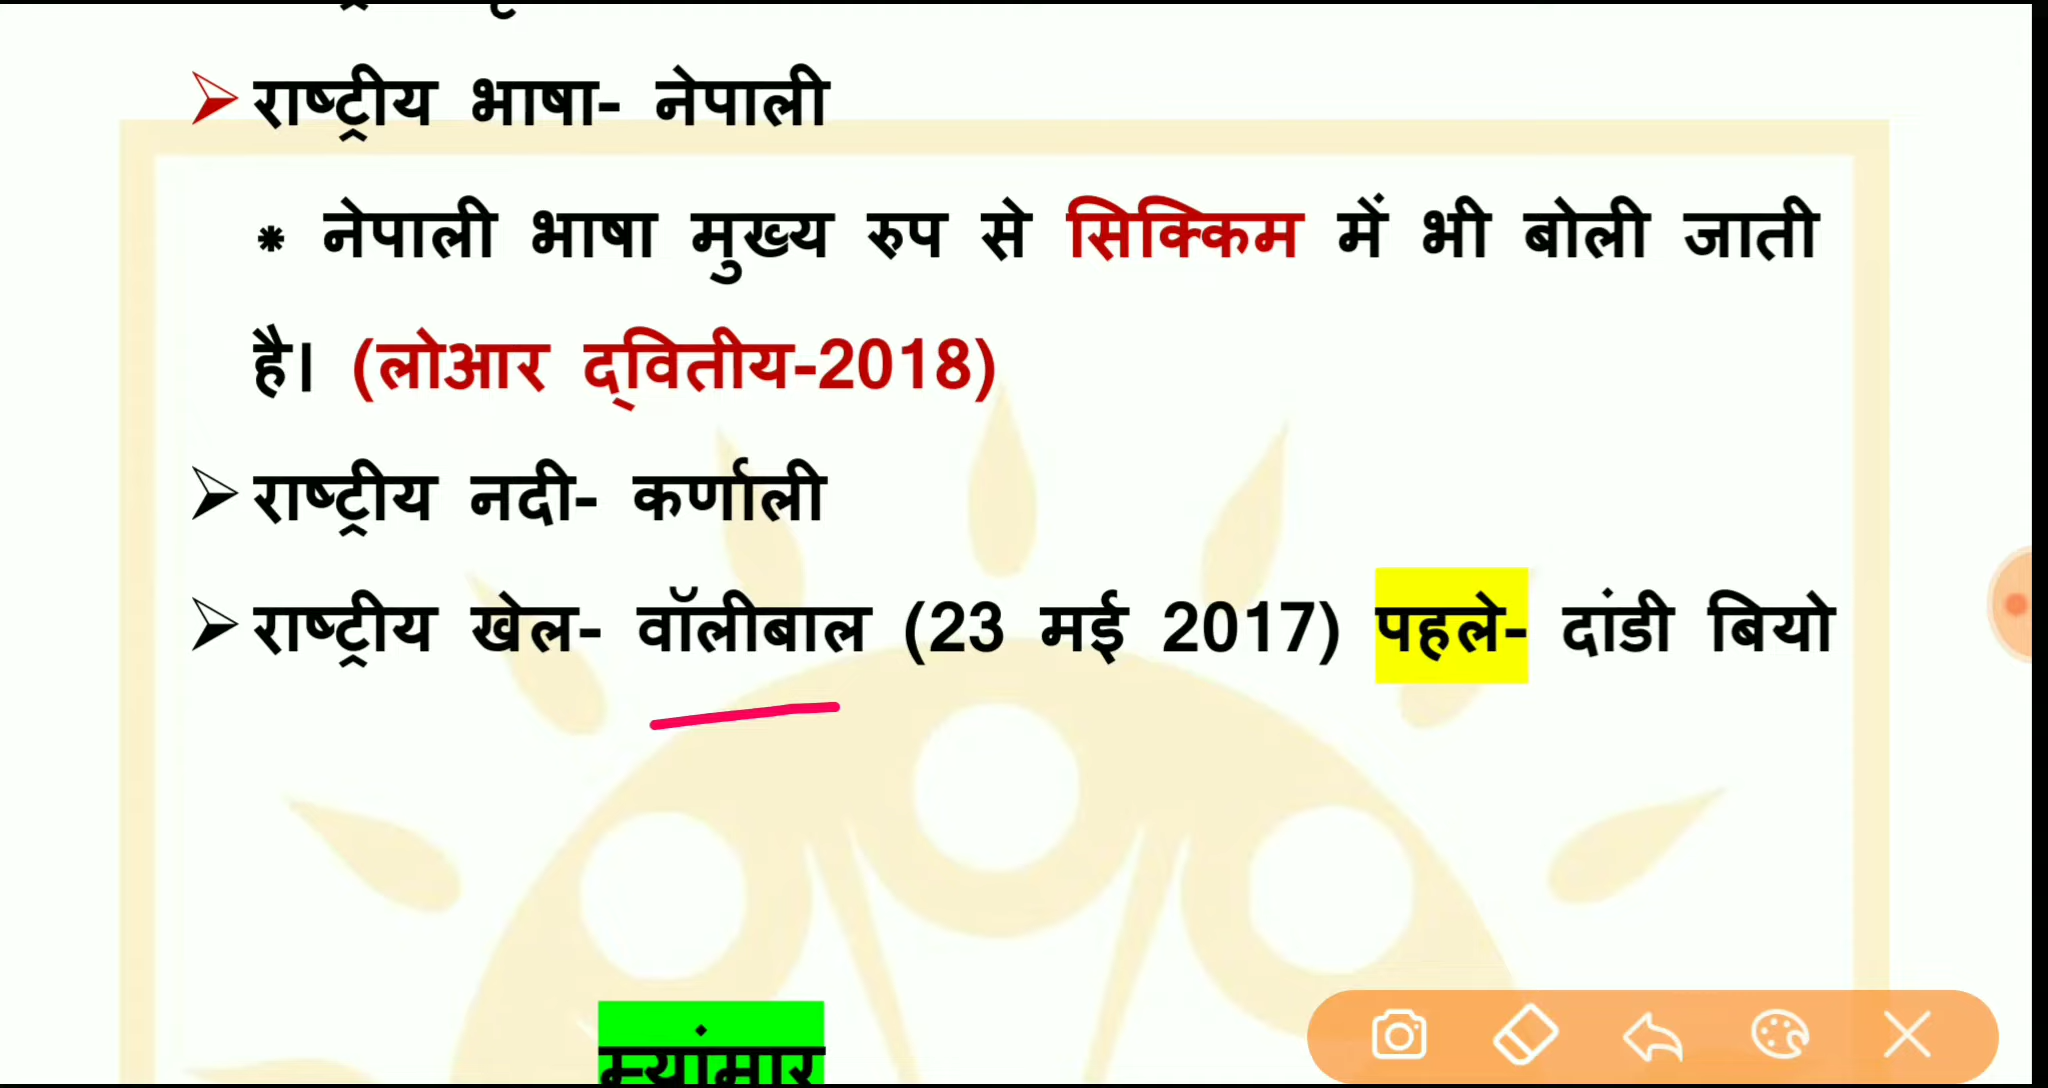 राष्ट्रीय भाषा- नेपाली
* नेपाली भाषा मुख्य रुप से सिक्किम में भी बोली जाती
है। (लोआर द्वितीय-2018)
राष्ट्रीय नदी- कर्णाली
राष्ट्रीय खेल- वॉलीबाल (23 मई 2017) पहले- दांडी बियो
म्यांमार